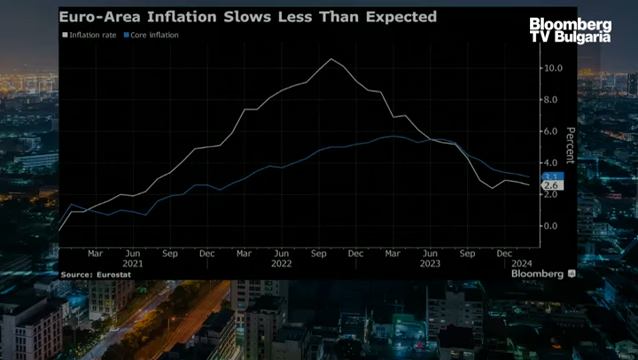 Euro-Area Inflation Slows Less Than Expected
Bloomberg
TV Bulgaria
Inflation rate Core inflation
10.0
8.0
6.0
4.0
3.1
2.6
2.0
0.0
Percent
Mar Jun Sep Dec Mar Jun Sep Dec Mar Jun Sep Dec
2021 2022 2023 2024
Source: Eurostat
Bloomberg